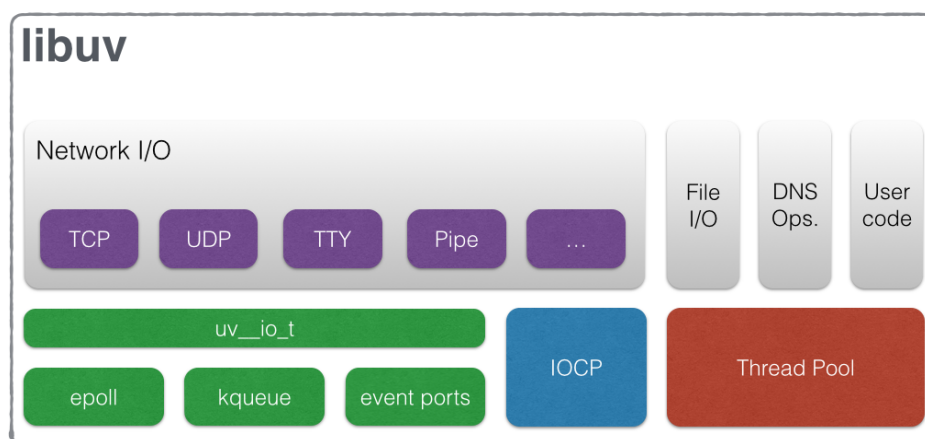 libuv
Network I/O
TCP
UDP
TTY
Pipe
...
File
I/O
DNS
Ops.
User
code
uv__io_t
epoll
kqueue
event ports
IOCP
Thread Pool